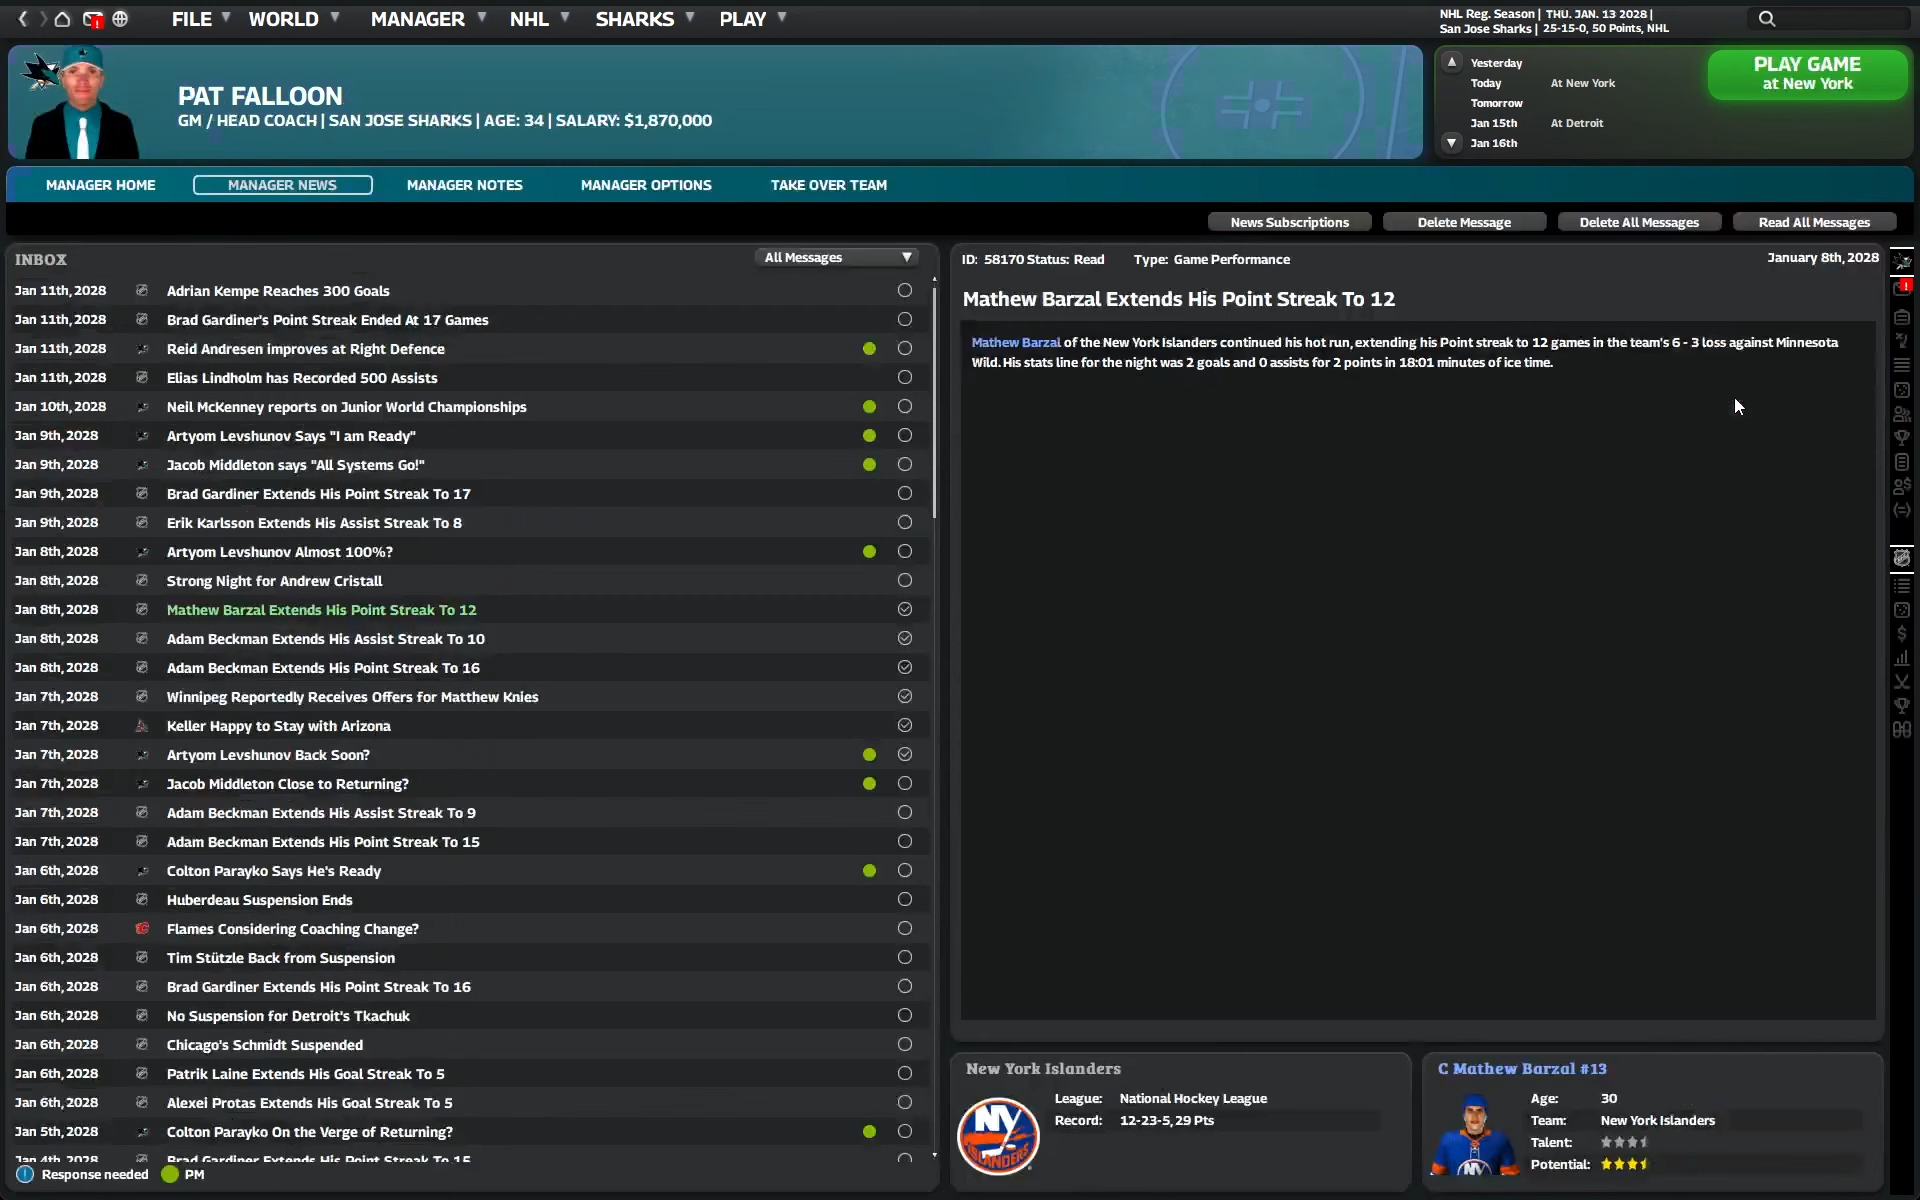 FILE WORLD MANAGER NHL SHARKS PLAY
NHL Reg. Season | THU. JAN. 13 2028 |
San Jose Sharks | 25-15-0, 50 Points, NHL
PAT FALLOON
GM / HEAD COACH | SAN JOSE SHARKS | AGE: 34 | SALARY: $1,870,000
Yesterday
Today At New York
Tomorrow
Jan 15th At Detroit
Jan 16th
PLAY GAME
at New York
MANAGER HOME MANAGER NEWS MANAGER NOTES MANAGER OPTIONS TAKE OVER TEAM
News Subscriptions Delete Message Delete All Messages Read All Messages
INBOX All Messages
Jan 11th, 2028 Adrian Kempe Reaches 300 Goals
Jan 11th, 2028 Brad Gardiner's Point Streak Ended At 17 Games
Jan 11th, 2028 Reid Andresen improves at Right Defence
Jan 11th, 2028 Elias Lindholm has Recorded 500 Assists
Jan 10th, 2028 Neil McKenney reports on Junior World Championships
Jan 9th, 2028 Artyom Levshunov Says "I am Ready"
Jan 9th, 2028 Jacob Middleton says "All Systems Go!"
Jan 9th, 2028 Brad Gardiner Extends His Point Streak To 17
Jan 9th, 2028 Erik Karlsson Extends His Assist Streak To 8
Jan 8th, 2028 Artyom Levshunov Almost 100%?
Jan 8th, 2028 Strong Night for Andrew Cristall
Jan 8th, 2028 Mathew Barzal Extends His Point Streak To 12
Jan 8th, 2028 Adam Beckman Extends His Assist Streak To 10
Jan 8th, 2028 Adam Beckman Extends His Point Streak To 16
Jan 7th, 2028 Winnipeg Reportedly Receives Offers for Matthew Knies
Jan 7th, 2028 Keller Happy to Stay with Arizona
Jan 7th, 2028 Artyom Levshunov Back Soon?
Jan 7th, 2028 Jacob Middleton Close to Returning?
Jan 7th, 2028 Adam Beckman Extends His Assist Streak To 9
Jan 7th, 2028 Adam Beckman Extends His Point Streak To 15
Jan 6th, 2028 Colton Parayko Says He's Ready
Jan 6th, 2028 Huberdeau Suspension Ends
Jan 6th, 2028 Flames Considering Coaching Change?
Jan 6th, 2028 Tim Stützle Back from Suspension
Jan 6th, 2028 Brad Gardiner Extends His Point Streak To 16
Jan 6th, 2028 No Suspension for Detroit's Tkachuk
Jan 6th, 2028 Chicago's Schmidt Suspended
Jan 6th, 2028 Patrik Laine Extends His Goal Streak To 5
Jan 6th, 2028 Alexei Protas Extends His Goal Streak To 5
Jan 5th, 2028 Colton Parayko On the Verge of Returning?
Jan 4th, 2028 Brad Gardiner Extends His Point Streak To 15
Response needed PM
ID: 58170 Status: Read Type: Game Performance January 8th, 2028
Mathew Barzal Extends His Point Streak To 12
Mathew Barzal of the New York Islanders continued his hot run, extending his Point streak to 12 games in the team's 6 - 3 loss against Minnesota
Wild. His stats line for the night was 2 goals and 0 assists for 2 points in 18:01 minutes of ice time.
New York Islanders
League: National Hockey League
Record: 12-23-5, 29 Pts
NY
ISLANDERS
C Mathew Barzal #13
Age: 30
Team: New York Islanders
Talent:
Potential: